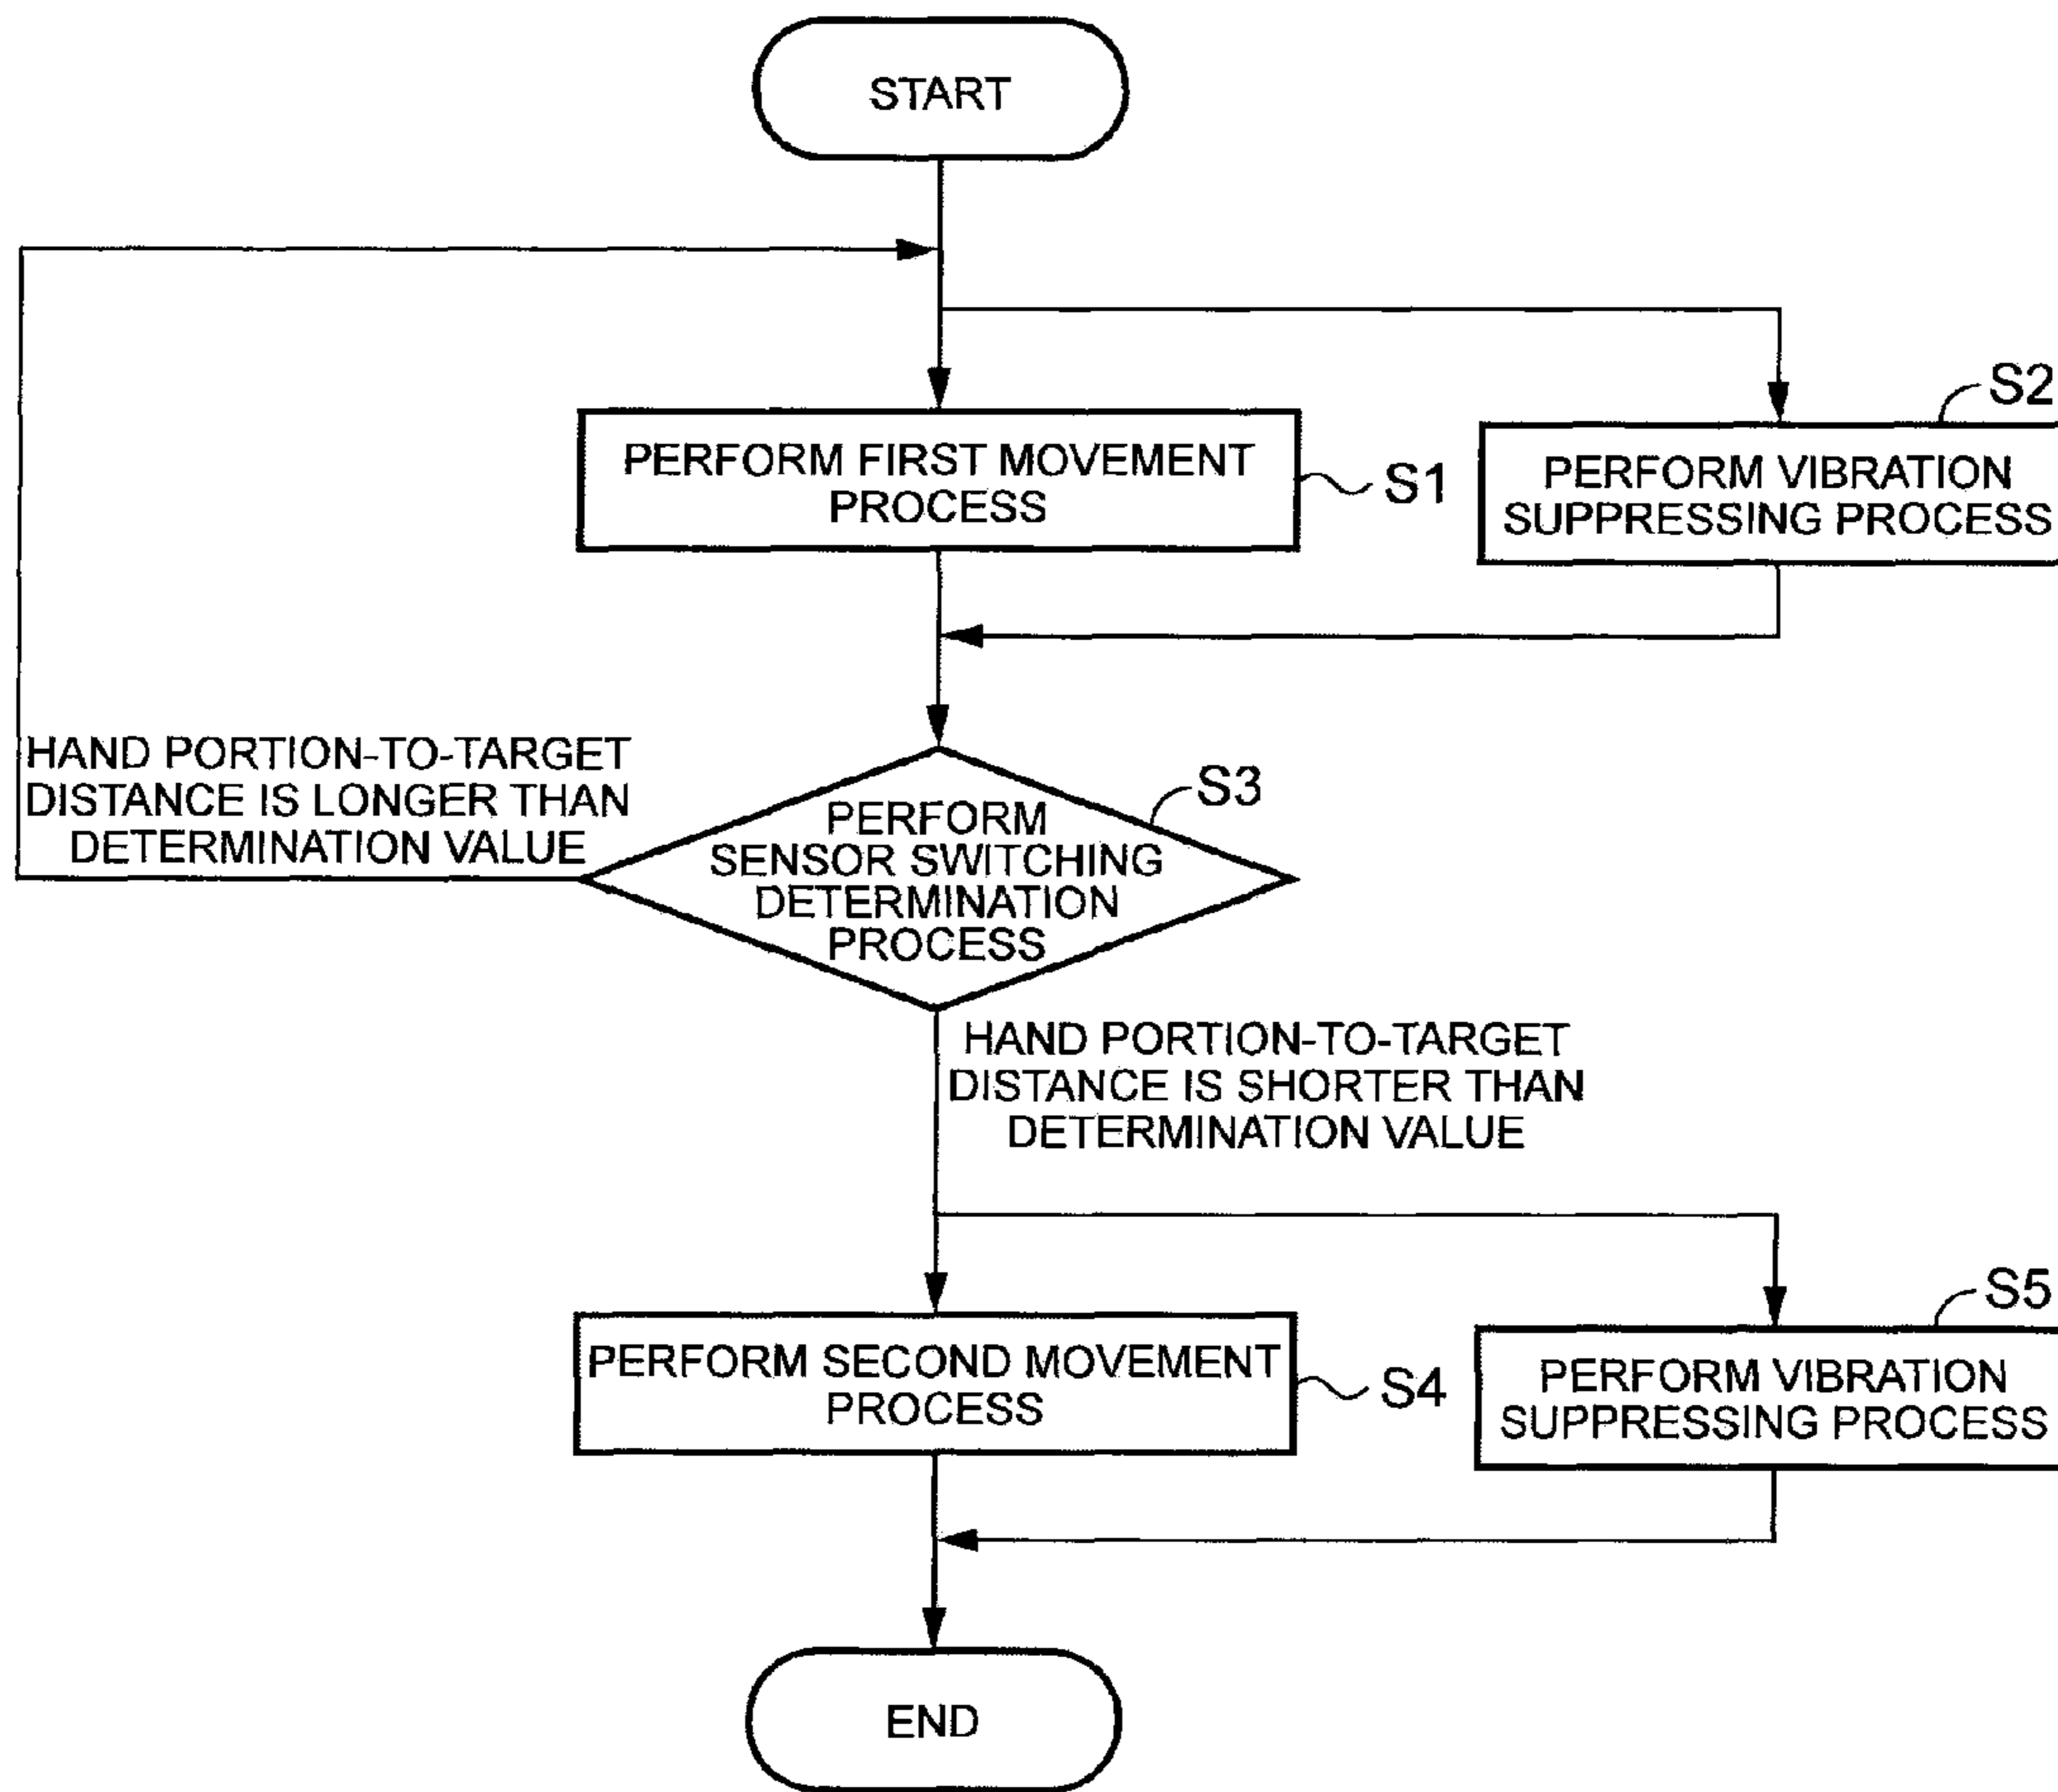 START
S2
PERFORM FIRST MOVEMENT
PROCESS
S1
PERFORM VIBRATION
SUPPRESSING PROCESS
HAND PORTION-TO-TARGET
DISTANCE IS LONGER THAN
DETERMINATION VALUE
S3
PERFORM
SENSOR SWITCHING
DETERMINATION
PROCESS
HAND PORTION-TO-TARGET
DISTANCE IS SHORTER THAN
DETERMINATION VALUE
S5
PERFORM SECOND MOVEMENT
PROCESS
S4
PERFORM VIBRATION
SUPPRESSING PROCESS
END